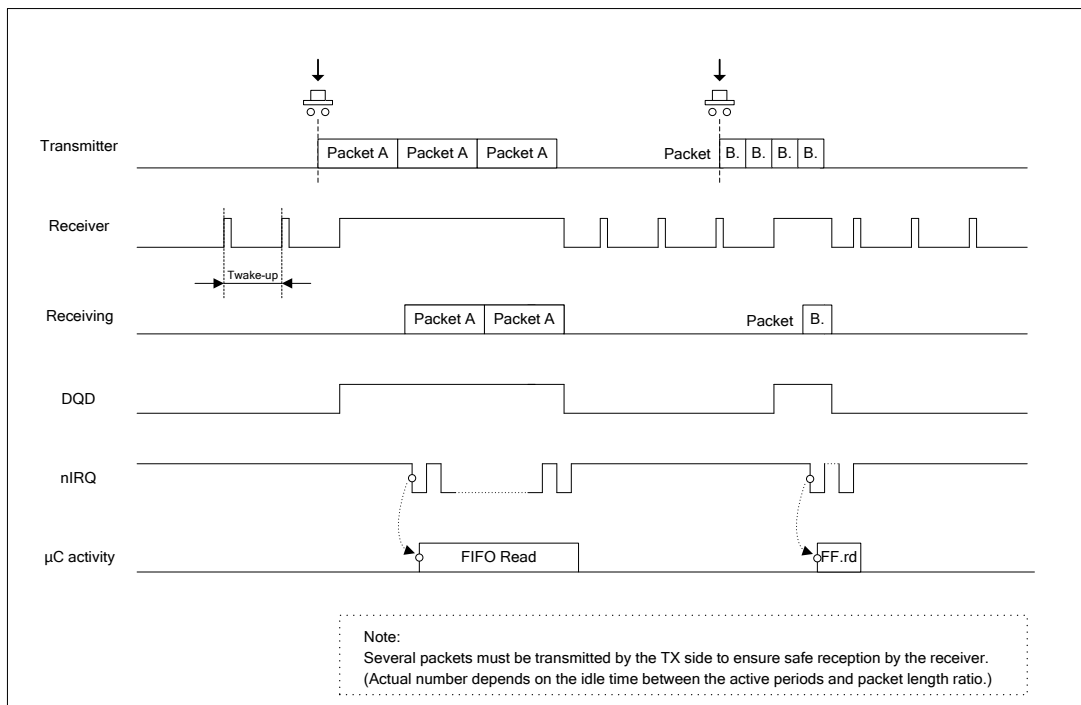 Transmitter
Packet A Packet A Packet A
Packet B. B. B. B.
Receiver
Twake-up
Receiving
Packet A Packet A
Packet B.
DQD
nIRQ
µC activity
FIFO Read
FF.rd
Note:
Several packets must be transmitted by the TX side to ensure safe reception by the receiver.
(Actual number depends on the idle time between the active periods and packet length ratio.)